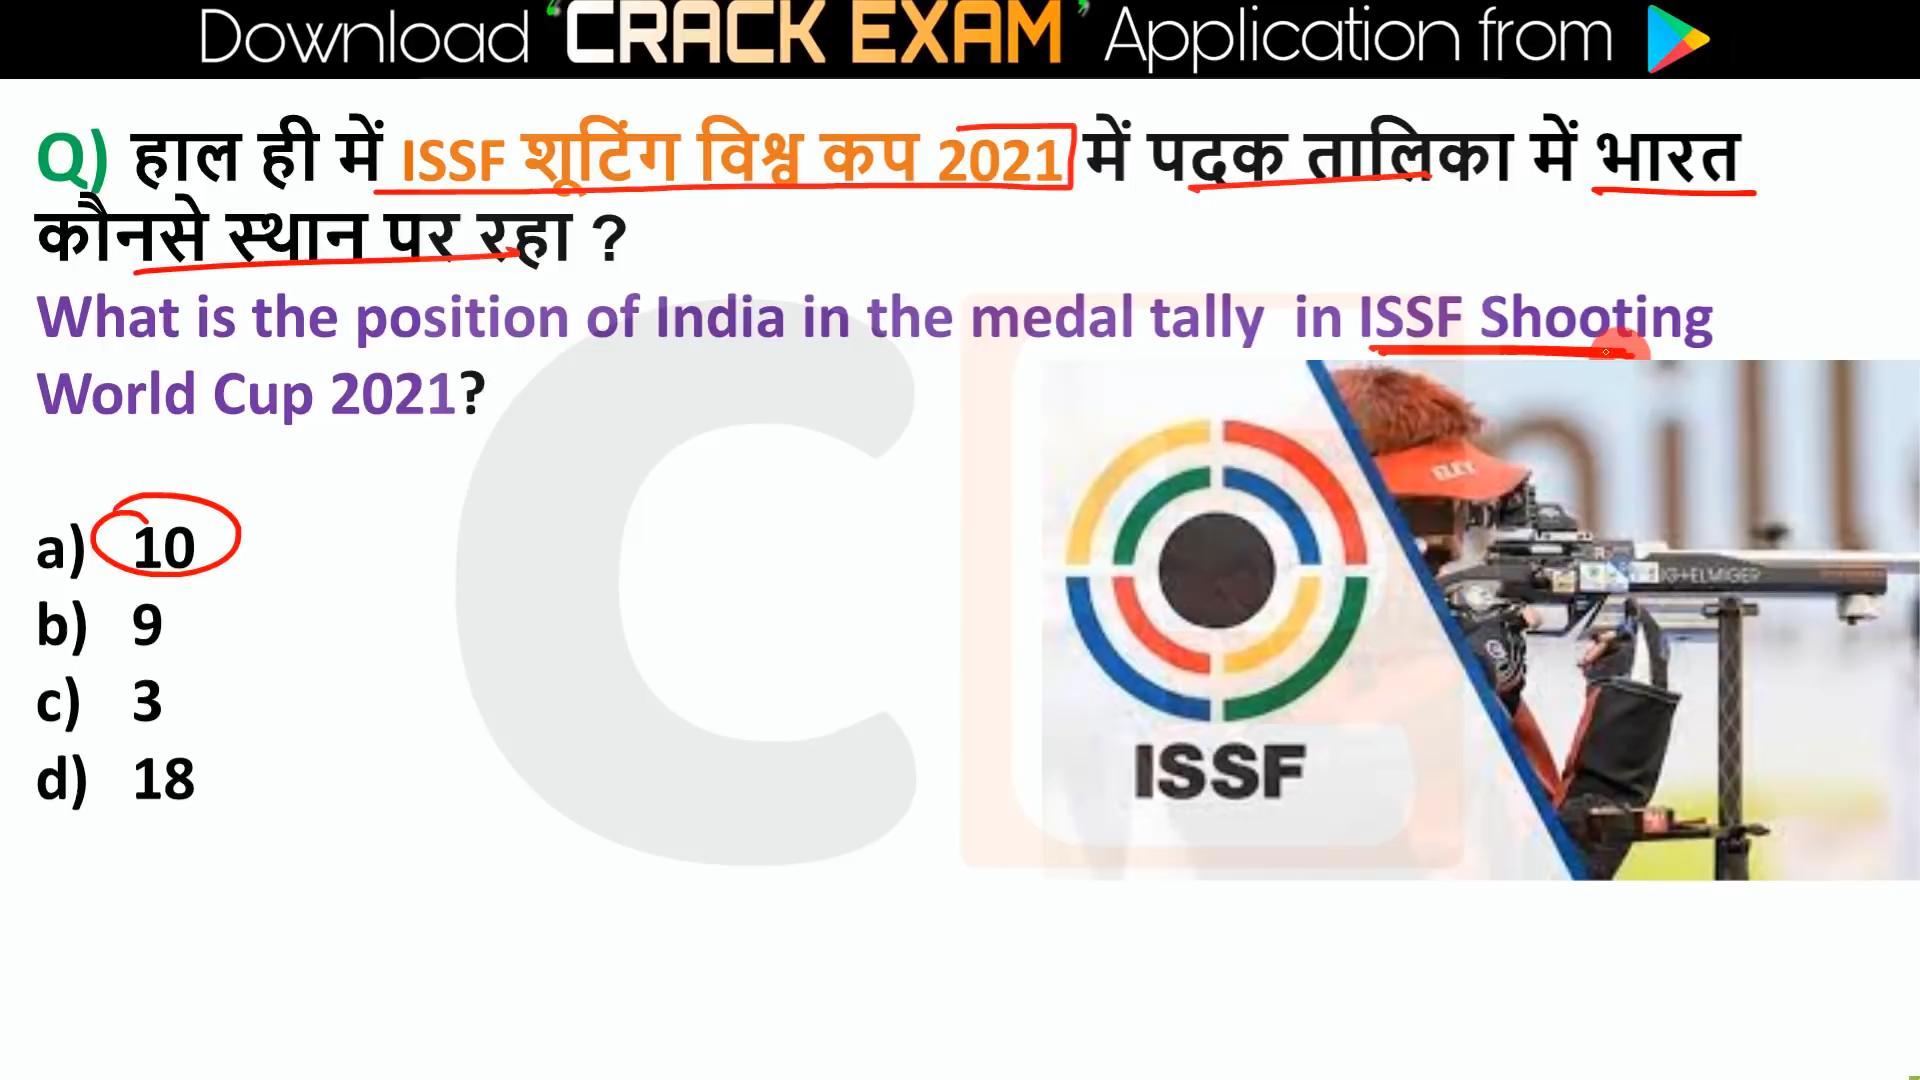 Download ‘CRACK EXAM’ Application from
Q) हाल ही में ISSF शूटिंग विश्व कप 2021 में पदक तालिका में भारत
कौनसे स्थान पर रहा ?
What is the position of India in the medal tally in ISSF Shooting
World Cup 2021?
a) 10
b) 9
c) 3
d) 18
ISSF
ELEY